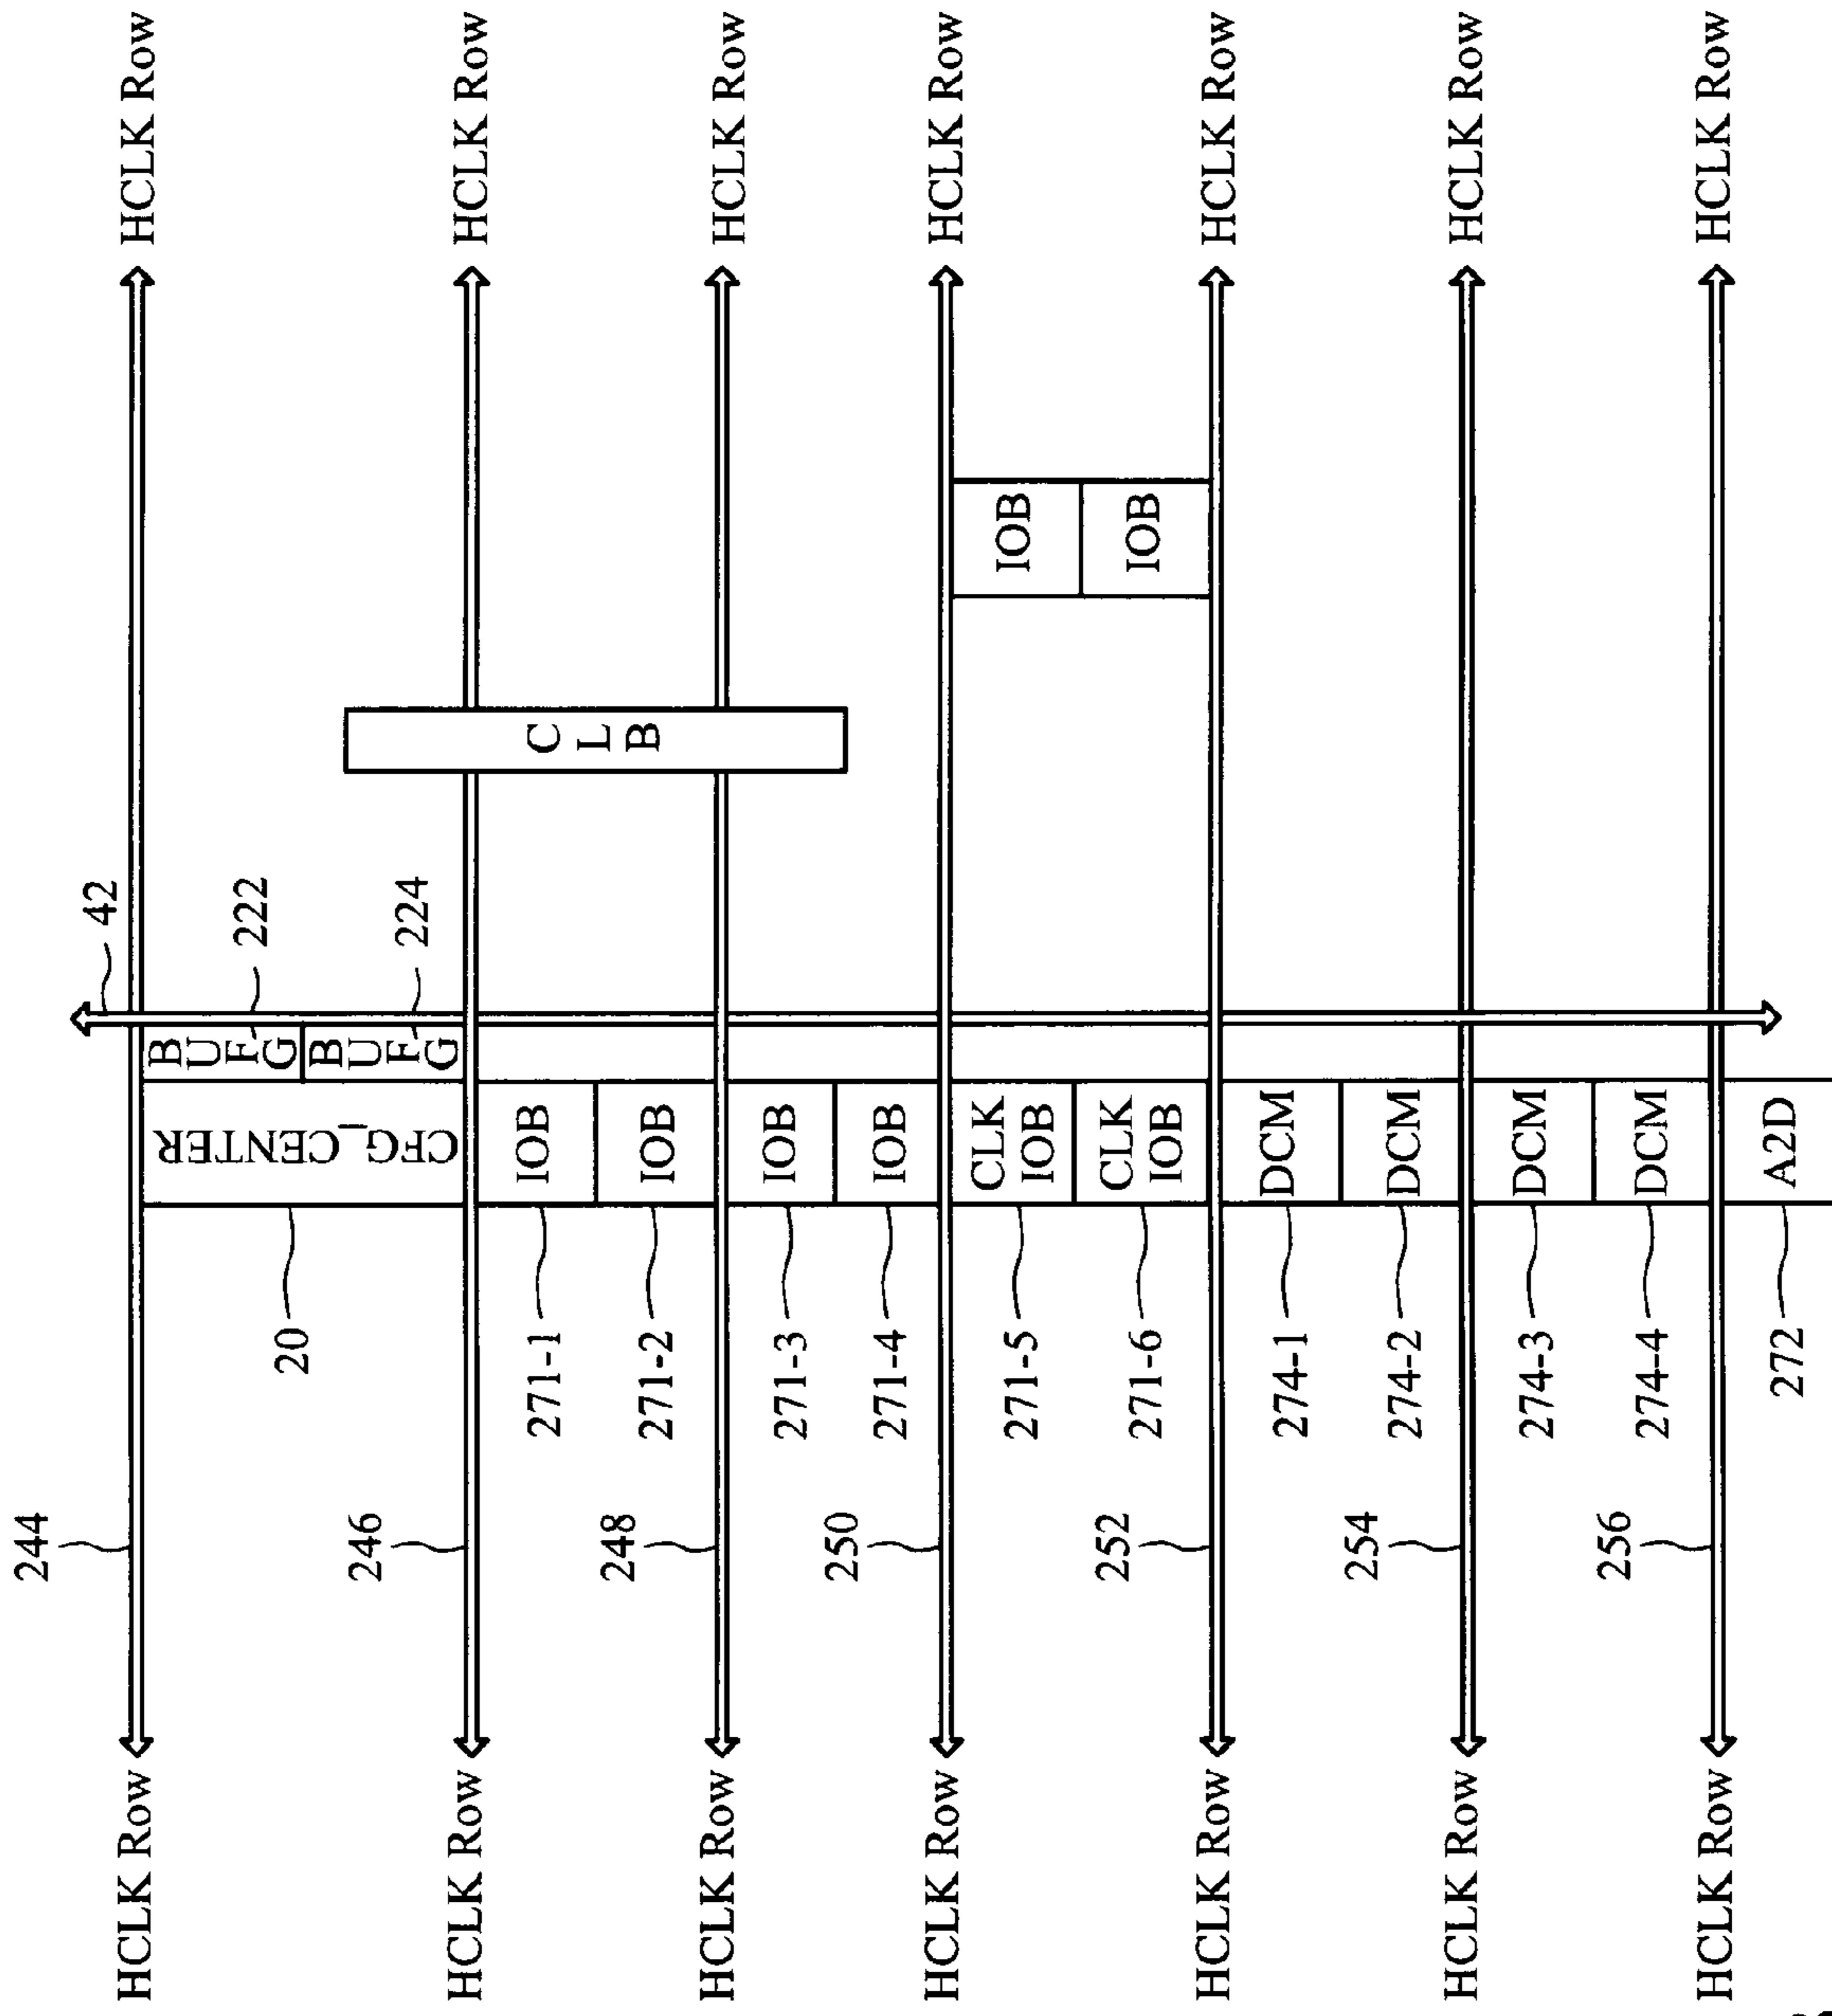 244
HCLK Row
HCLK Row
42
20
CFG_CENTER
BUFG
222
BUFG
224
246
HCLK Row
HCLK Row
271-1
IOB
271-2
IOB
CLB
248
HCLK Row
HCLK Row
271-3
IOB
271-4
IOB
250
HCLK Row
HCLK Row
271-5
CLK
IOB
IOB
271-6
CLK
IOB
IOB
252
HCLK Row
HCLK Row
274-1
DCM
274-2
DCM
254
HCLK Row
HCLK Row
274-3
DCM
274-4
DCM
256
HCLK Row
HCLK Row
272
A2D